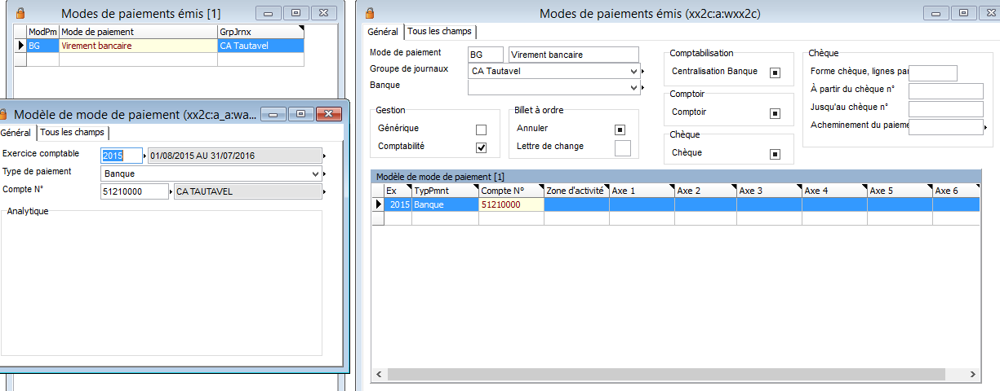 Modes de paiements émis [1]
ModPm Mode de paiement GrpJrnx
BG Virement bancaire CA Tautavel
Modèle de mode de paiement (xx2c:a_a:wa...
Général Tous les champs
Exercice comptable 2015 01/08/2015 AU 31/07/2016
Type de paiement Banque
Compte N° 51210000 CA TAUTAVEL
Analytique
Modes de paiements émis (xx2c:a:wxx2c)
Général Tous les champs
Mode de paiement BG Virement bancaire
Groupe de journaux CA Tautavel
Banque
Gestion
Générique
Comptabilité
Billet à ordre
Annuler
Lettre de change
Comptabilisation
Centralisation Banque
Comptoir
Comptoir
Chèque
Chèque
Chèque
Forme chèque, lignes par
À partir du chèque n°
Jusqu'au chèque n°
Acheminement du paieme
Modèle de mode de paiement [1]
Ex TypPmnt Compte N° Zone d'activité Axe 1 Axe 2 Axe 3 Axe 4 Axe 5 Axe 6
2015 Banque 51210000